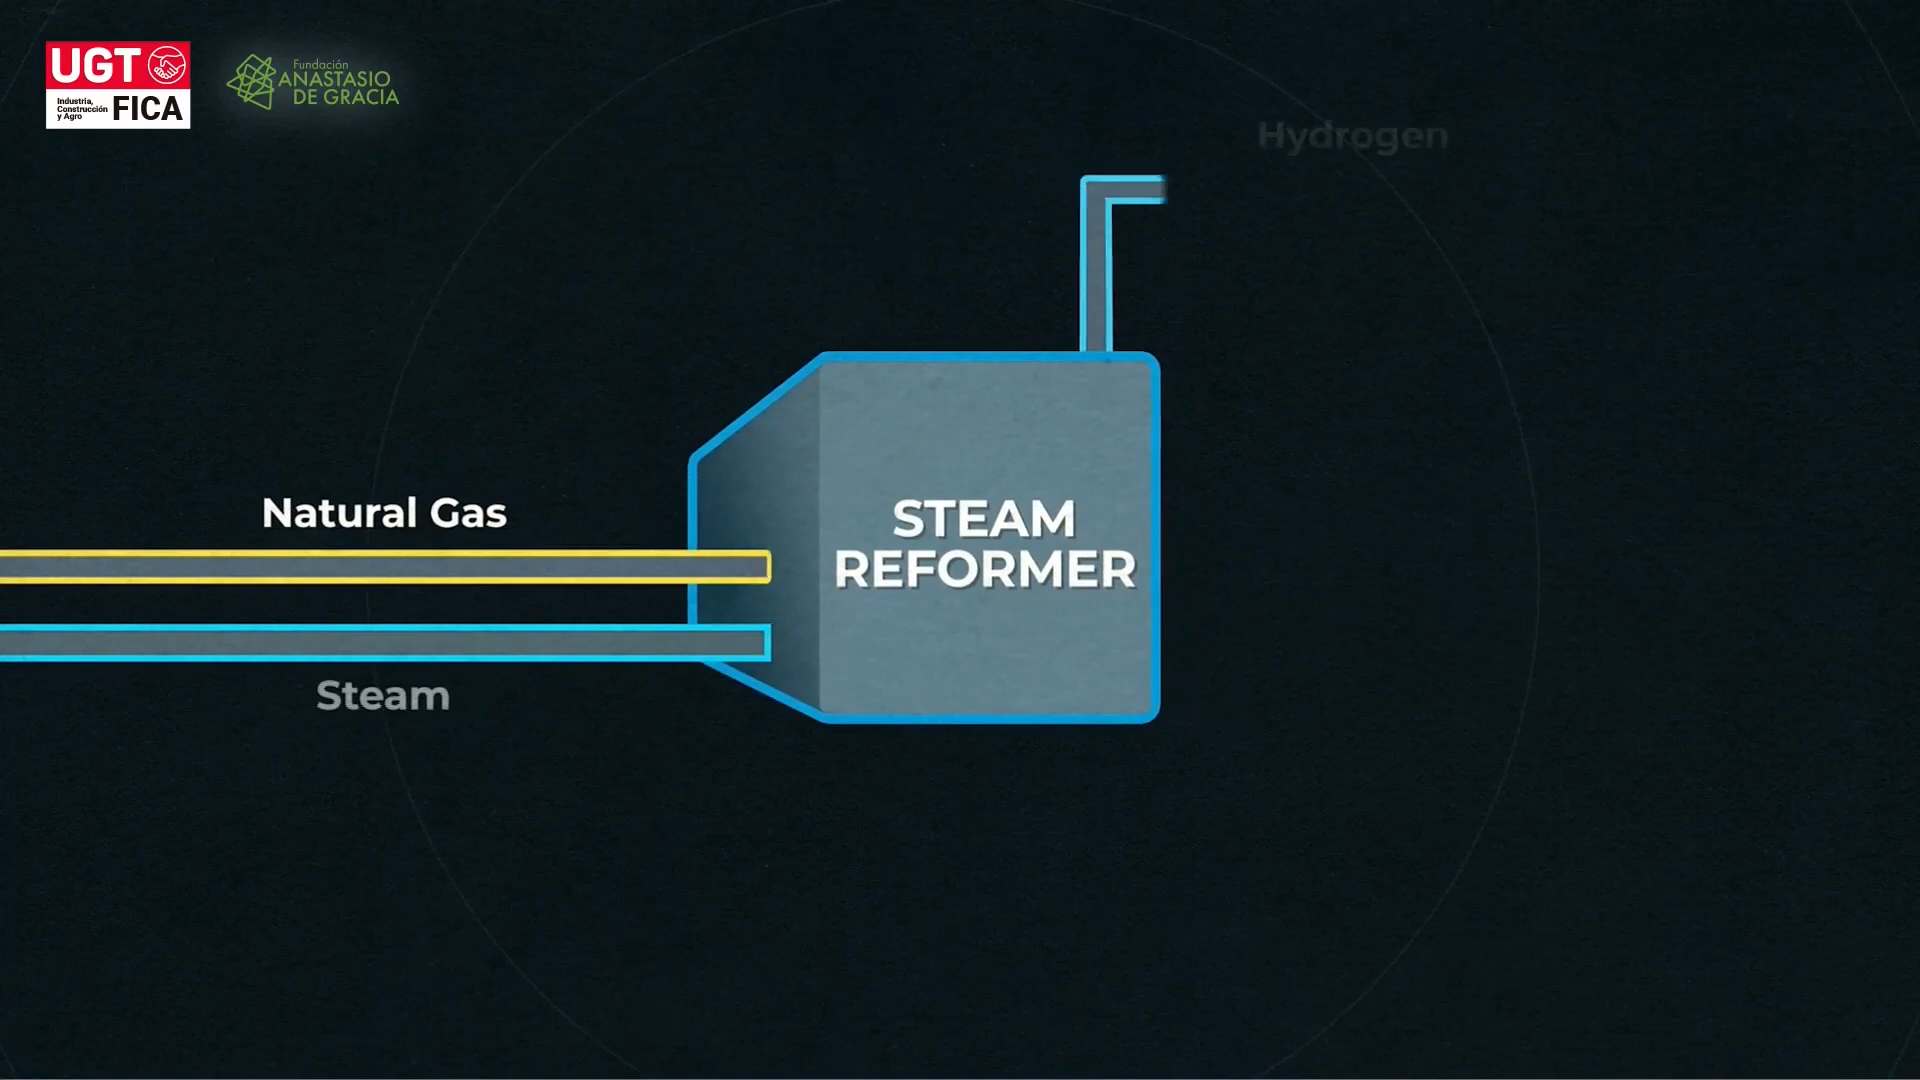 UGT
Industria,
Construcción
y Agro
FICA
Fundación
ANASTASIO
DE GRACIA
Hydrogen
Natural Gas
STEAM
REFORMER
Steam